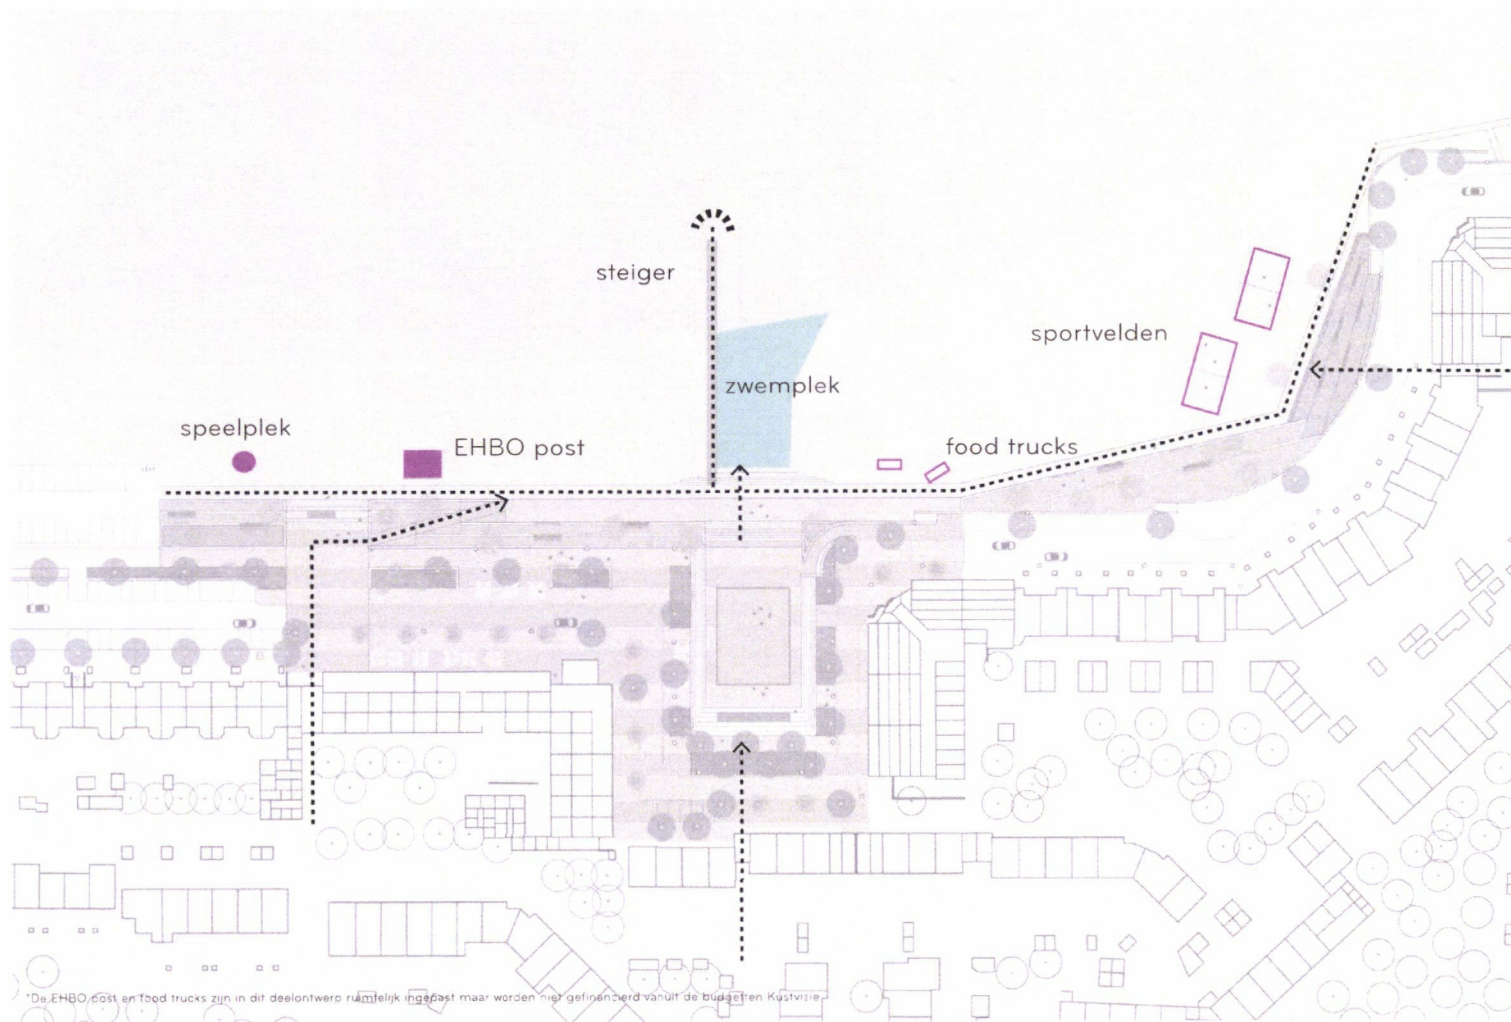 steiger
sportvelden
zwemplek
speelplek
EHBO post
food trucks
*De EHBO post en food trucks zijn in dit deelontwerp ruimtelijk ingepast maar worden niet gefinancierd vanuit de budgetten Kustvisie